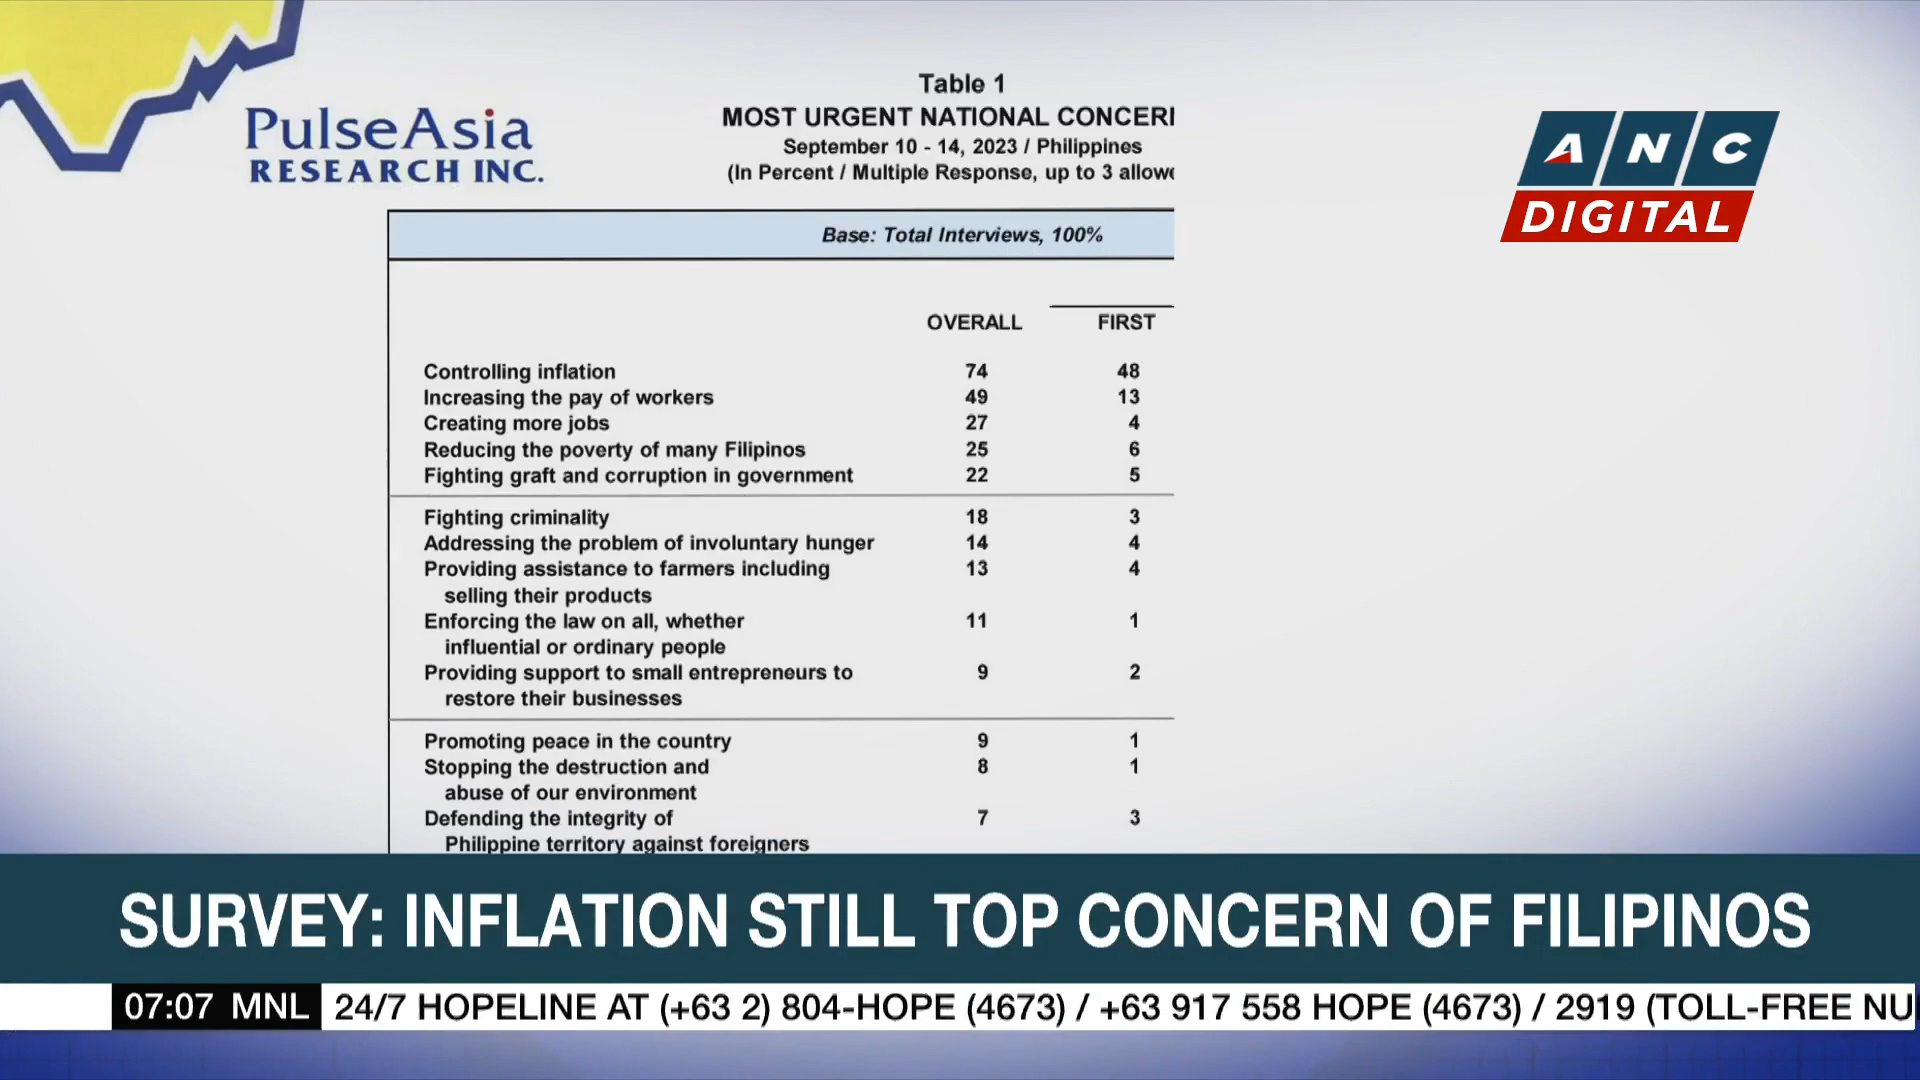 PulseAsia
RESEARCH INC.
Table 1
MOST URGENT NATIONAL CONCER
September 10 - 14, 2023 / Philippines
(In Percent / Multiple Response, up to 3 allow
ANC
DIGITAL
Base: Total Interviews, 100%
OVERALL FIRST
Controlling inflation 74 48
Increasing the pay of workers 49 13
Creating more jobs 27 4
Reducing the poverty of many Filipinos 25 6
Fighting graft and corruption in government 22 5
Fighting criminality 18 3
Addressing the problem of involuntary hunger 14 4
Providing assistance to farmers including 13 4
selling their products
Enforcing the law on all, whether 11 1
influential or ordinary people
Providing support to small entrepreneurs to 9 2
restore their businesses
Promoting peace in the country 9 1
Stopping the destruction and 8 1
abuse of our environment
Defending the integrity of 7 3
Philippine territory against foreigners
SURVEY: INFLATION STILL TOP CONCERN OF FILIPINOS
07:07 MNL 24/7 HOPELINE AT (+63 2) 804-HOPE (4673) / +63 917 558 HOPE (4673) / 2919 (TOLL-FREE NU